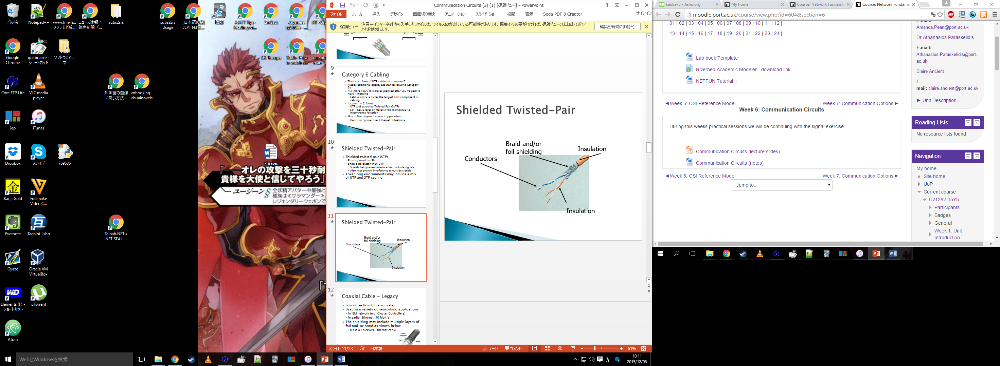 ごみ箱
Notepad++
www.fnn-n...
フジテレビ系...
ニュース速報：
読売新聞（...
subs2srs
subs2srs
Usage
JLPT N3
暗記
AJATT Tips-
Reading wi...
2srt2ass
Japanese
subtitles - ...
Google
Chrome
qolibri.exe -
ショートカット
ソフトウェア工
学
SRT Merger
Guide- How
to watch a...
Core FTP Lite
VLC media
player
外国語の勉強
に良い方法...
vnhooking -
visualnovels
iep
iTunes
Dropbox
スカイプ
769535
Phrases
Kanji Gold
Freemake
Video C...
Evernote
Tagaini Jisho
Taibah.NET »
NET-SEAL ...
Gyazo
Oracle VM
VirtualBox
Elements (F) -
ショートカット
µTorrent
Atom
「――オレの攻撃を三十秒耐
貴様を大使と信じてやろう」
ユージーン§
全妖精アバター中最強と
種族は≪サラマンダー≫
レジェンダリーウェポンで
WebとWindowsを検索
Communication Circuits (3) (1) [保護ビュー] - PowerPoint
ファイル
ホーム
挿入
デザイン
画面切り替え
アニメーション
スライド ショー
校閲
表示
Soda PDF 8 Creator
サインイン
保護ビュー
注意—インターネットから入手したファイルは、ウイルスに感染している可能性があります。編集する必要がなければ、保護ビューのままにしておくこ
とをお勧めします。
編集を有効にする(E)
9
Category 6 Cabling
The latest form of UTP cabling is category 6
It adds additional quality assurances beyond Category
5e
It is more likely to work as planned after you've paid to
have it installed
Labour costs is by far the largest cost component in
cabling
It comes in 2 forms
UTP and screened Twisted Pair (ScTP)
ScTP has a layer of metallic foil to improve its
interference rejection
May utilise larger-diameter copper wires
Helps for 'power over Ethernet' situations
10
Shielded Twisted-Pair
Shielded twisted pair (STP)
Primary used by IBM
Should be better than UTP
Shields help prevent interface from outside signals
Also help prevent interference to outside signals
Token ring environments may include a mix
of UTP and STP cabling
11
Shielded Twisted-Pair
Braid and/or
foil shielding
Insulation
Conductors
Insulation
12
Coaxial Cable - Legacy
Low noise (low bit-error rate)
Used in a variety of networking applications
In IBM network (e.g. Cluster Controllers)
In earlier Ethernet (10 Mbit/s)
The shielding may include multiple layers of
foil and/or braid as shown below
This is a Thickwire Ethernet cable
Shielded Twisted-Pair
Braid and/or
foil shielding
Insulation
Conductors
Insulation
スライド 11/23
日本語
ノート
コメント
61%
10:11
2015/12/08
kankaku - Jisho.org
My home
Course: Network Fundame
Course: Network Fundame
moodle.port.ac.uk/course/view.php?id=604&section=6
01 | 02 | 03 | 04 | 05 | 06 | 07 | 08 | 09 | 10 | 11 | 12 |
13 | 14 | 15 | 16 | 17 | 18 | 19 | 20 | 21 | 22 | 23 | 24 |
Lab book Template
Riverbed Academic Modeler - download link
NETFUN Tutorial 1
◀ Week 5: OSI Reference Model
Week 7: Communication Options ▶
Week 6: Communication Circuits
During this weeks practical sessions we will be continuing with the signal exercise
Communication Circuits (lecture slides)
Communication Circuits (notes)
◀ Week 5: OSI Reference Model
Week 7: Communication Options ▶
Jump to...
E-mail:
Amanda.Peart@port.ac.uk
Dr Athanasios Paraskelidis
E-mail:
Athanasios.Paraskelidis@port.
ac.uk
Claire Ancient
E-
mail: claire.ancient@port.ac.uk
► Unit Description
Reading Lists
No resource lists found
Navigation
My home
Site home
UoP
Current course
U21262-15YR
Participants
Badges
General
Week 1: Unit
Introduction